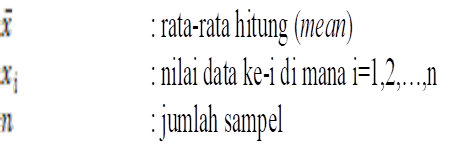 x̄ : rata-rata hitung (mean)
xi : nilai data ke-i di mana i=1,2,...,n
n : jumlah sampel